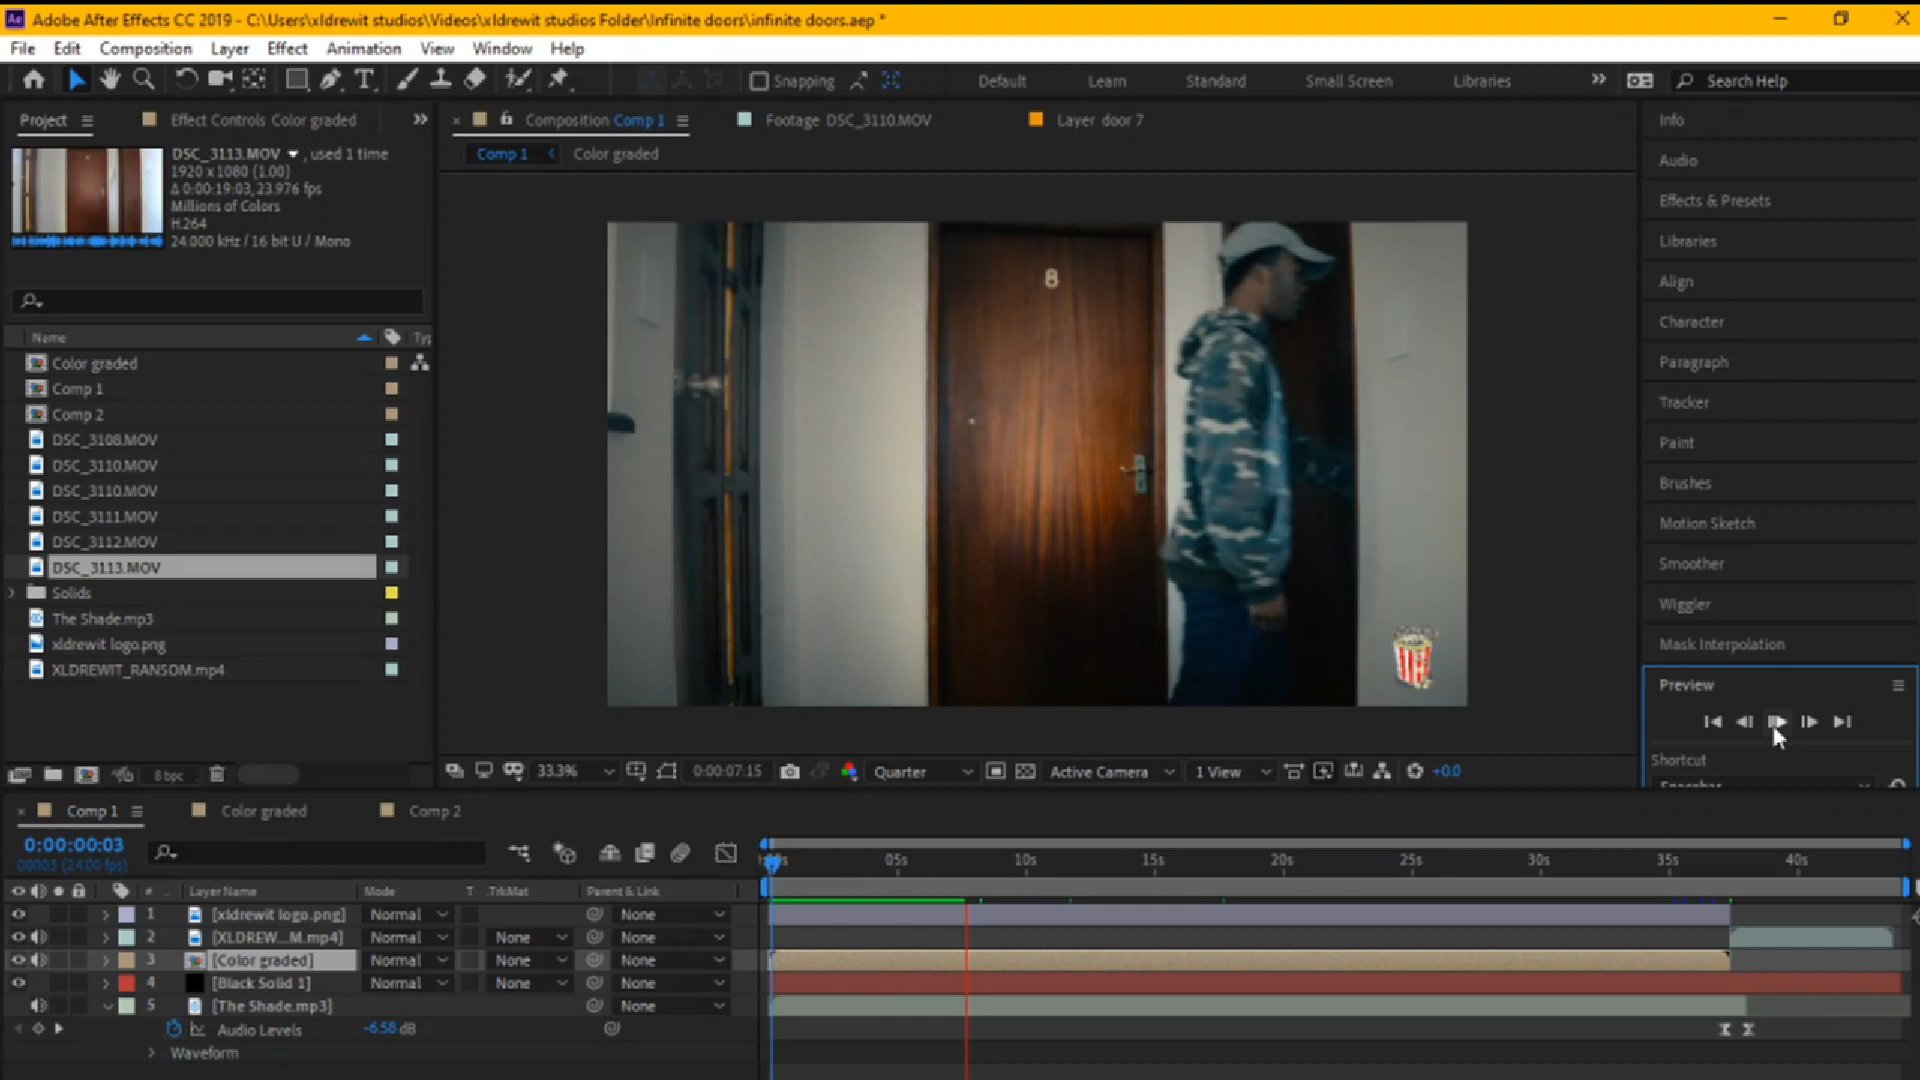 Adobe After Effects CC 2019 - C:\Users\xldrewit studios\Videos\xldrewit studios Folder\Infinite doors\infinite doors.aep *
File Edit Composition Layer Effect Animation View Window Help
Snapping Default Learn Standard Small Screen Libraries Search Help
Project Effect Controls Color graded
Composition Comp 1 Footage DSC_3110.MOV Layer door 7
Comp 1 Color graded
DSC_3113.MOV , used 1 time
1920 x 1080 (1.00)
Δ 0:00:19:03, 23.976 fps
Millions of Colors
H.264
24.000 kHz / 16 bit U / Mono
Name Typ
Color graded
Comp 1
Comp 2
DSC_3108.MOV
DSC_3110.MOV
DSC_3110.MOV
DSC_3111.MOV
DSC_3112.MOV
DSC_3113.MOV
Solids
The Shade.mp3
xldrewit logo.png
XLDREWIT_RANSOM.mp4
8 bpc
8
33.3% 0:00:07:15 Quarter Active Camera 1 View +0.0
Info
Audio
Effects & Presets
Libraries
Align
Character
Paragraph
Tracker
Paint
Brushes
Motion Sketch
Smoother
Wiggler
Mask Interpolation
Preview
Shortcut
Spacebar
Comp 1 Color graded Comp 2
0:00:00:03
00003 (24.00 fps)
05s 10s 15s 20s 25s 30s 35s 40s
# Layer Name Mode T .TrkMat Parent & Link
1 [xldrewit logo.png] Normal None
2 [XLDREW...M.mp4] Normal None None
3 [Color graded] Normal None None
4 [Black Solid 1] Normal None None
5 [The Shade.mp3] None
Audio Levels -6.58 dB
Waveform